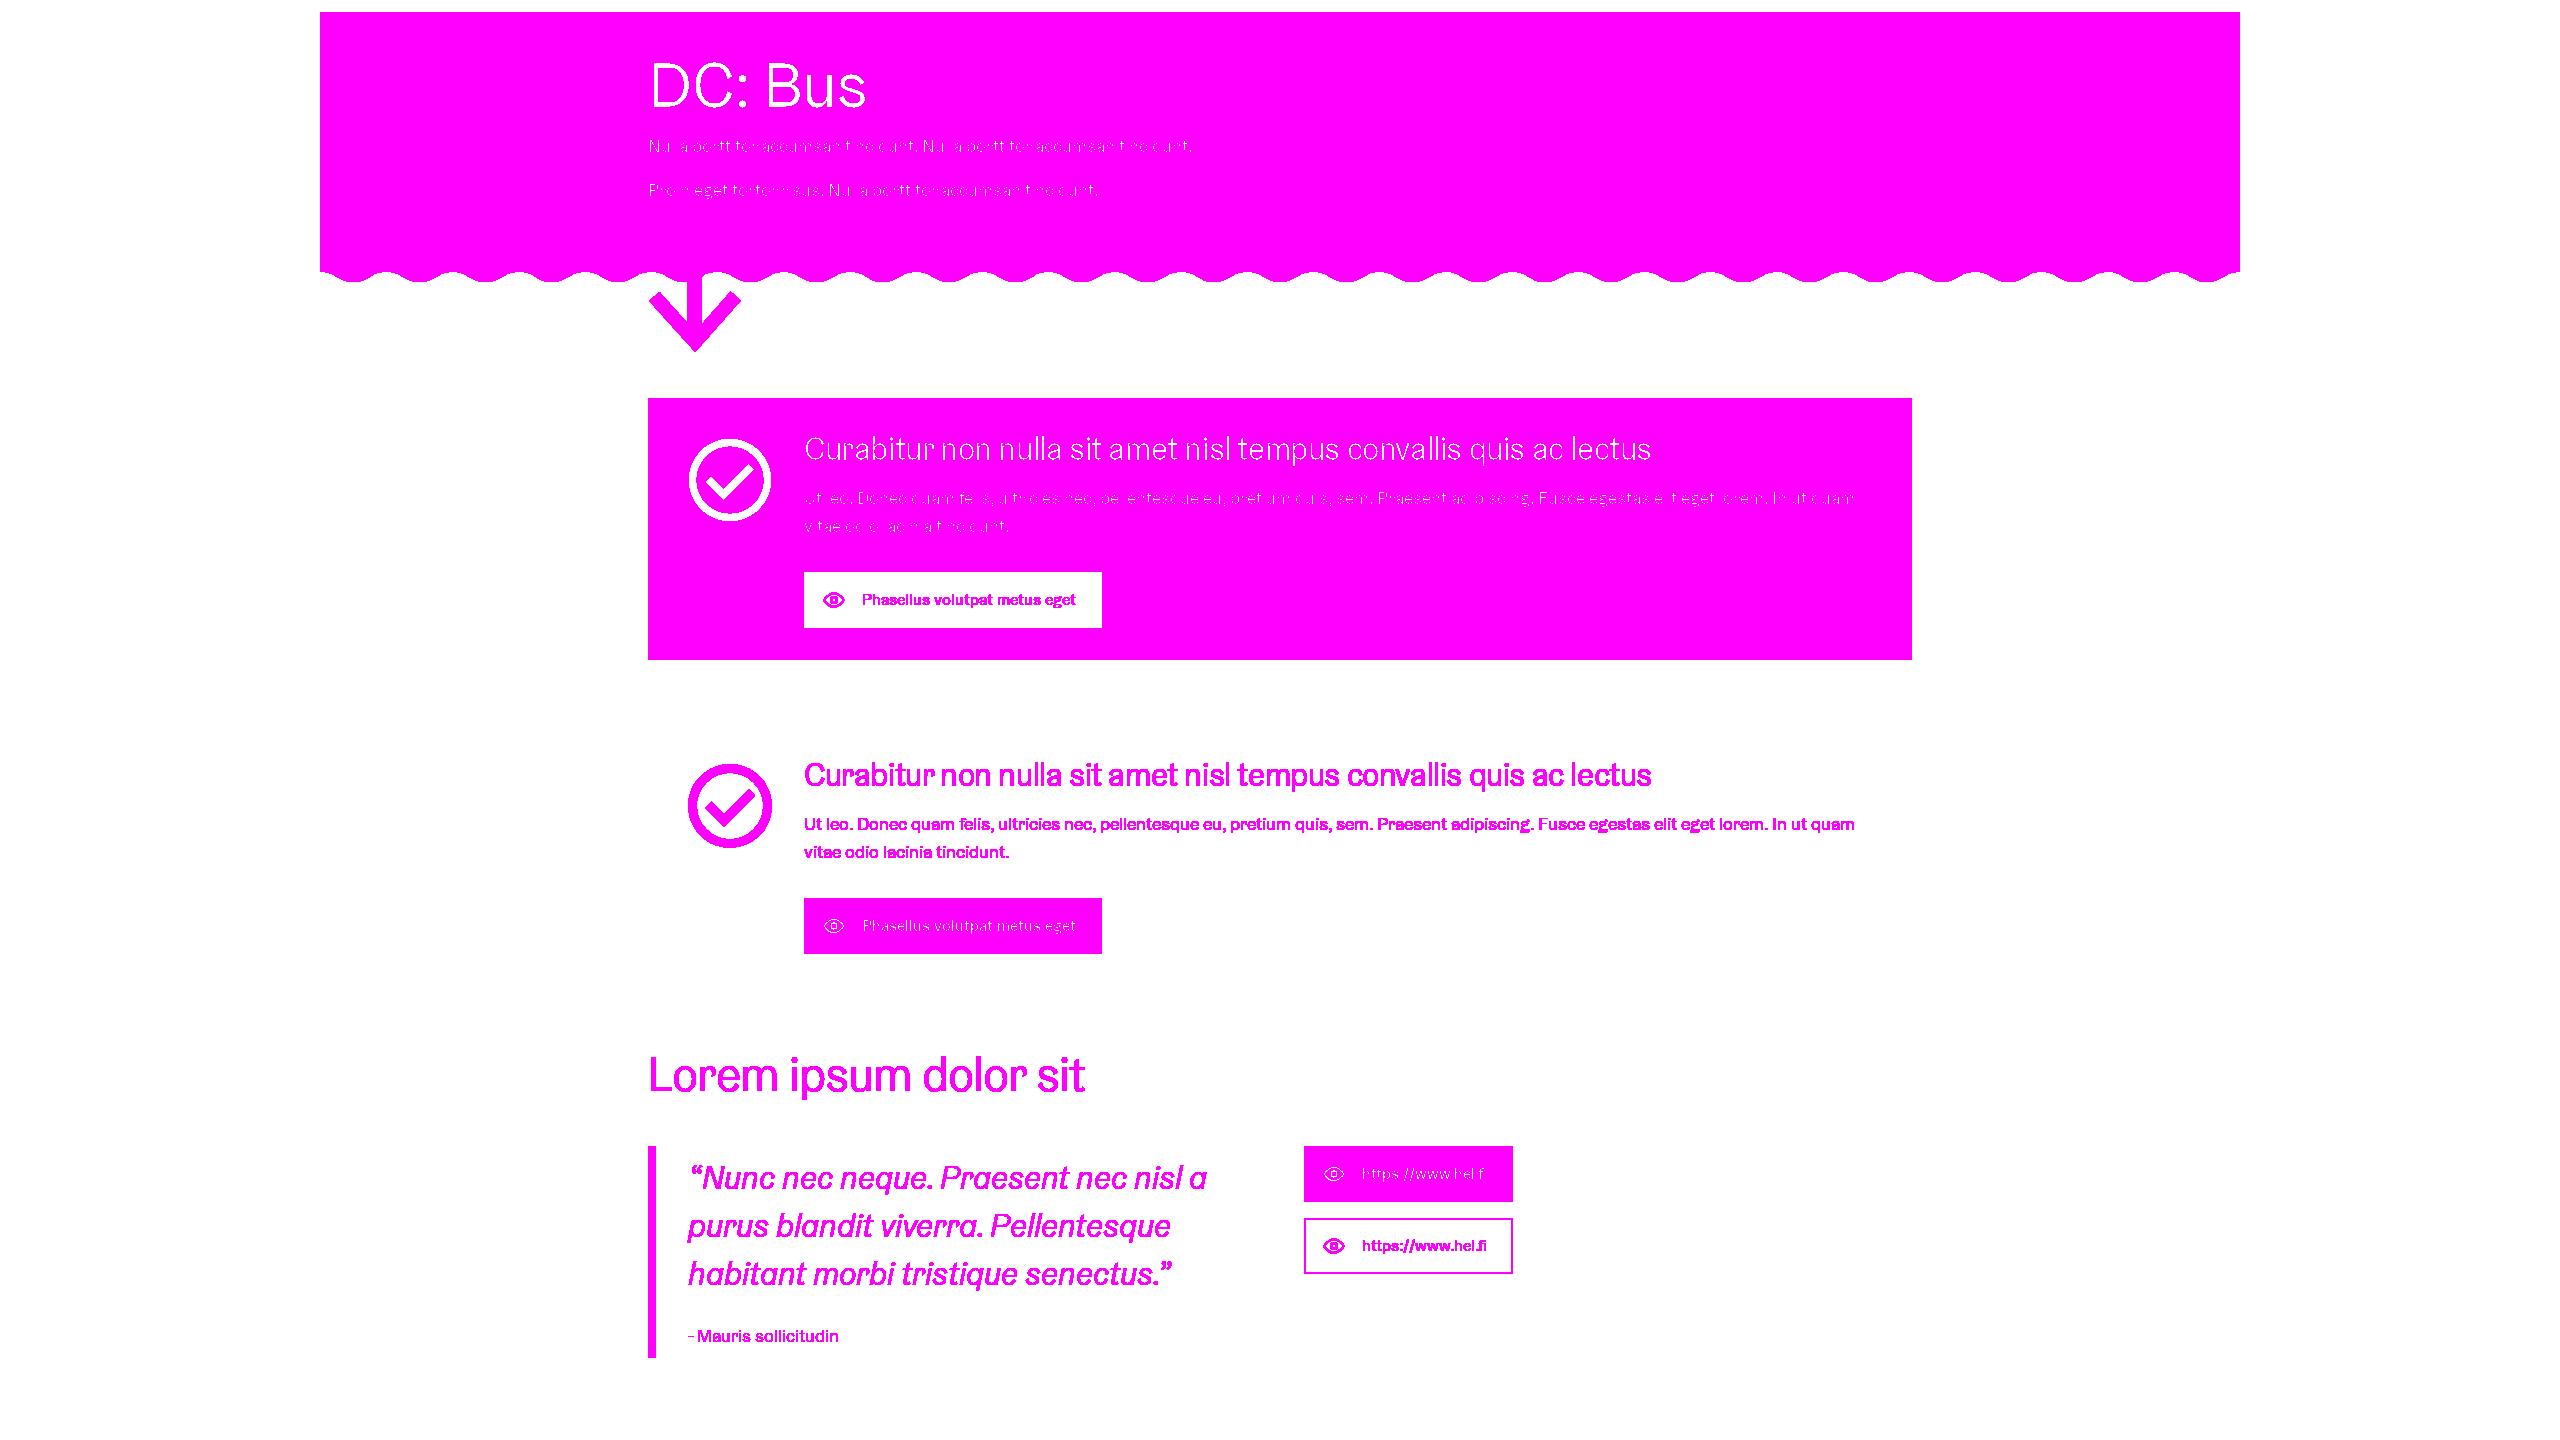 DC: Bus
Nulla porttitor accumsan tincidunt. Nulla porttitor accumsan tincidunt.
Proin eget tortor risus. Nulla porttitor accumsan tincidunt.
Curabitur non nulla sit amet nisl tempus convallis quis ac lectus
Ut leo. Donec quam felis, ultricies nec, pellentesque eu, pretium quis, sem. Praesent adipiscing. Fusce egestas elit eget lorem. In ut quam
vitae odio lacinia tincidunt.
Phasellus volutpat metus eget
Curabitur non nulla sit amet nisl tempus convallis quis ac lectus
Ut leo. Donec quam felis, ultricies nec, pellentesque eu, pretium quis, sem. Praesent adipiscing. Fusce egestas elit eget lorem. In ut quam
vitae odio lacinia tincidunt.
Phasellus volutpat metus eget
Lorem ipsum dolor sit
“Nunc nec neque. Praesent nec nisl a
purus blandit viverra. Pellentesque
habitant morbi tristique senectus.”
- Mauris sollicitudin
https://www.hel.fi
https://www.hel.fi